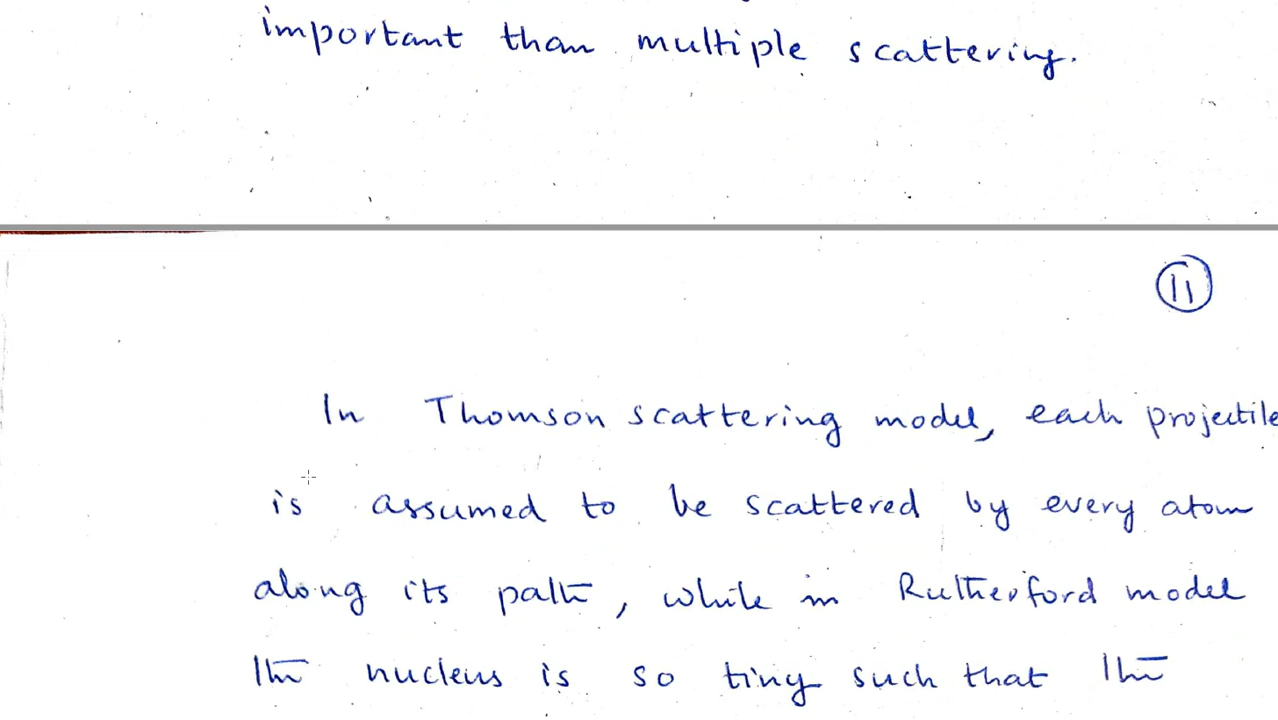 important than multiple scattering.
11
In Thomson scattering model, each projectile
is assumed to be scattered by every atom
along its path, while in Rutherford model
the nucleus is so tiny such that the